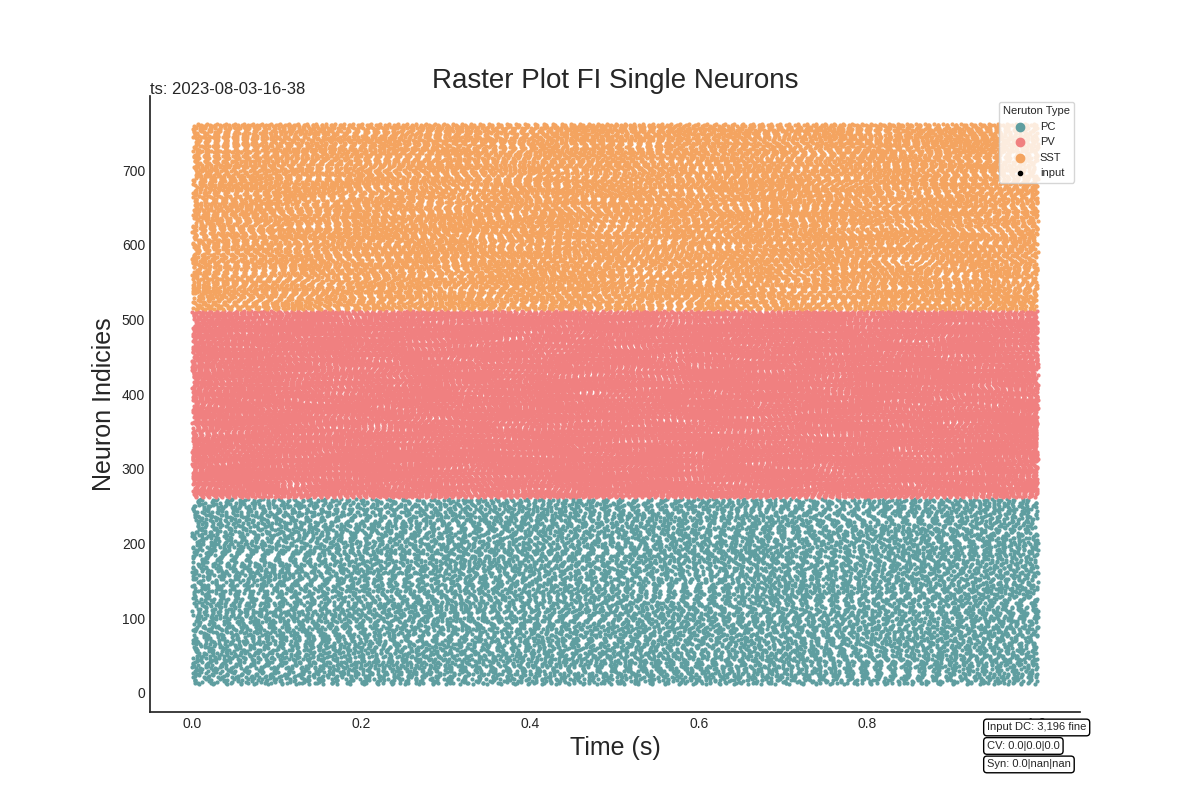 Raster Plot FI Single Neurons
ts: 2023-08-03-16-38
Neruton Type
PC
PV
SST
input
Neuron Indicies
700
600
500
400
300
200
100
0
0.0
0.2
0.4
0.6
0.8
Time (s)
Input DC: 3,196 fine
CV: 0.0|0.0|0.0
Syn: 0.0|nan|nan